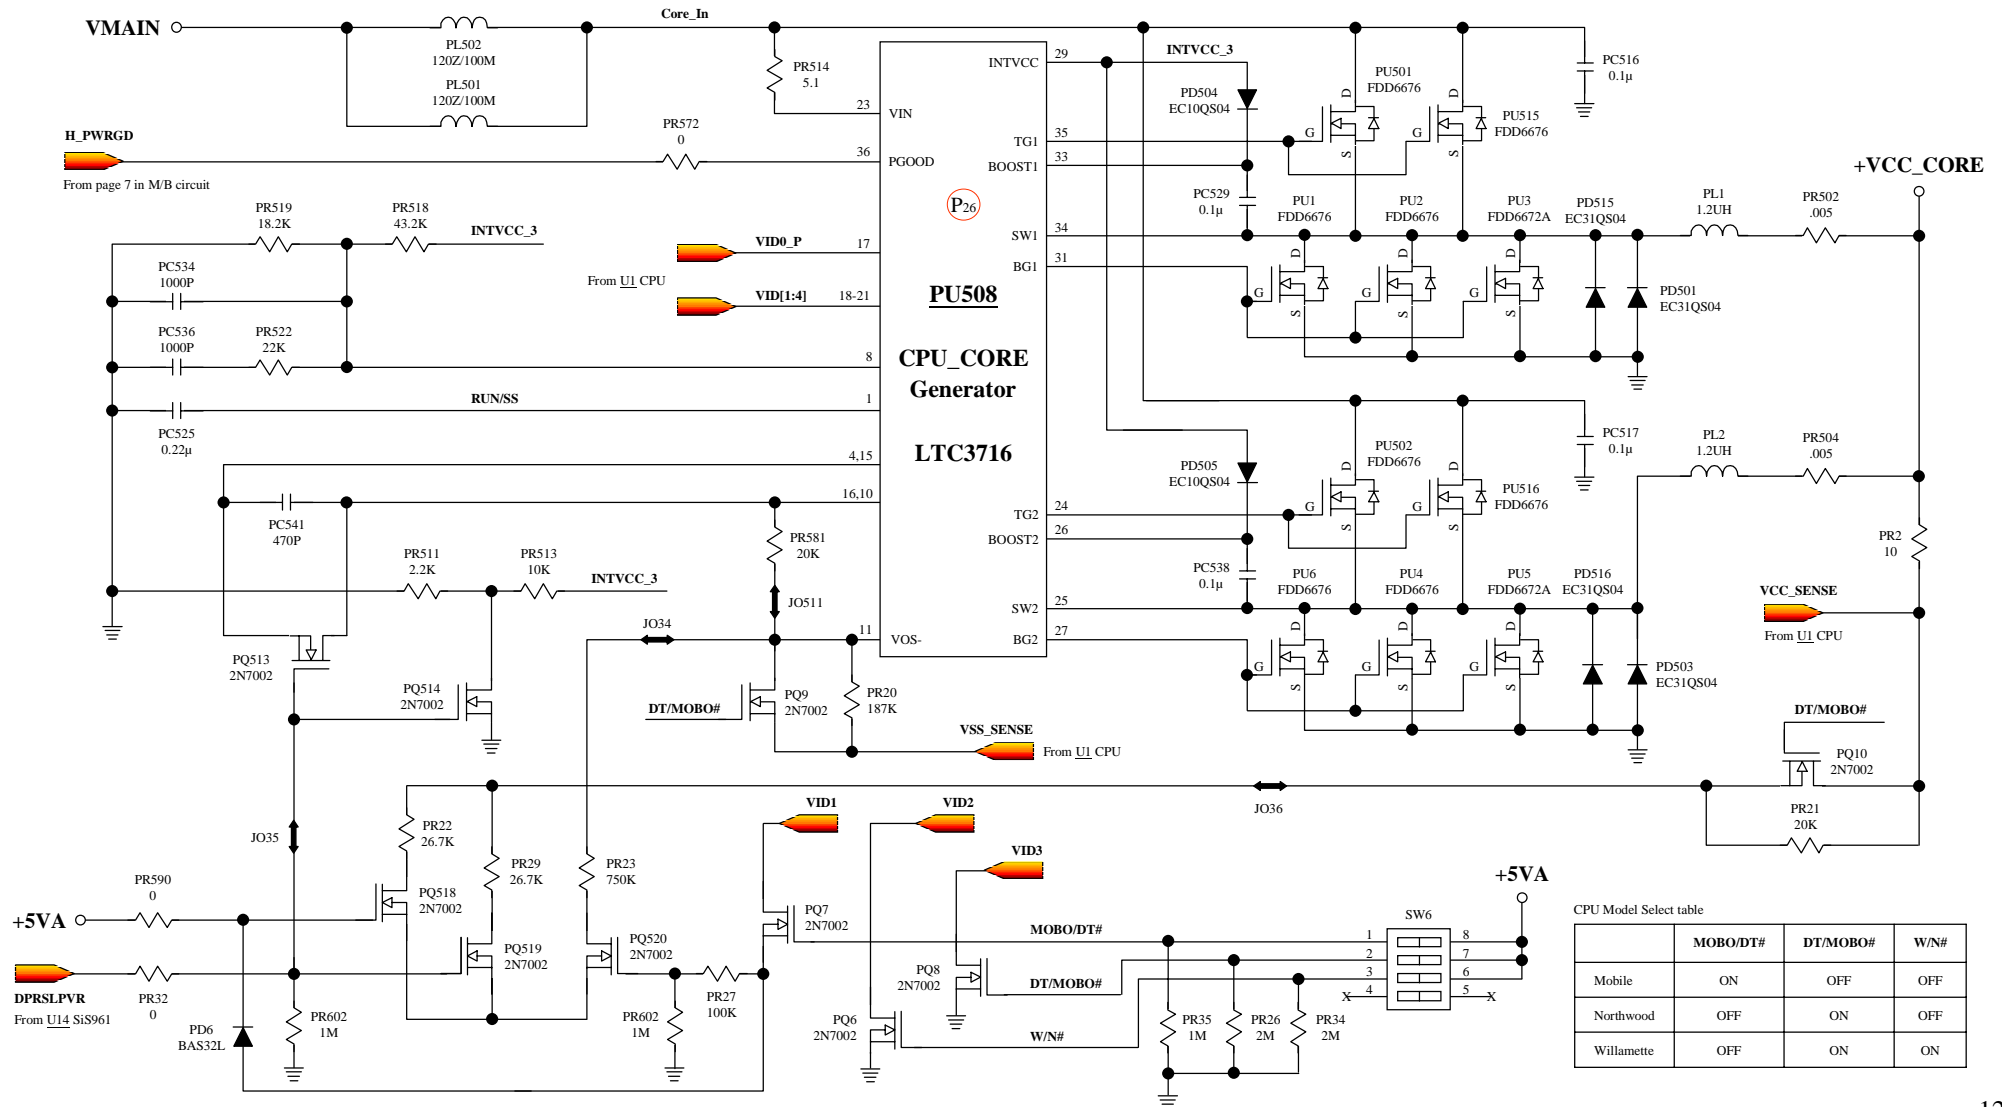 VMAIN
Core_In
PL502
120Z/100M
PL501
120Z/100M
PR514
5.1
23
VIN
H_PWRGD
From page 7 in M/B circuit
PR572
0
36
PGOOD
P26
PR519
18.2K
PR518
43.2K
INTVCC_3
PC534
1000P
PC536
1000P
PR522
22K
8
VID0_P
17
From U1 CPU
VID[1:4]
18-21
PU508
CPU_CORE
Generator
LTC3716
RUN/SS
1
PC525
0.22µ
4,15
16,10
PC541
470P
PR581
20K
PR511
2.2K
PR513
10K
INTVCC_3
JO511
JO34
11
VOS-
PQ513
2N7002
PQ514
2N7002
DT/MOBO#
PQ9
2N7002
PR20
187K
VSS_SENSE
From U1 CPU
INTVCC
29
INTVCC_3
PD504
EC10QS04
TG1
35
BOOST1
33
PC529
0.1µ
SW1
34
BG1
31
PU501
FDD6676
D
G
S
PU515
FDD6676
D
G
S
PC516
0.1µ
PU1
FDD6676
D
G
S
PU2
FDD6676
D
G
S
PU3
FDD6672A
D
G
S
PD515
EC31QS04
PD501
EC31QS04
PL1
1.2UH
PR502
.005
+VCC_CORE
PD505
EC10QS04
TG2
24
BOOST2
26
PC538
0.1µ
SW2
25
BG2
27
PU502
FDD6676
D
G
S
PU516
FDD6676
D
G
S
PC517
0.1µ
PU6
FDD6676
D
G
S
PU4
FDD6676
D
G
S
PU5
FDD6672A
D
G
S
PD516
EC31QS04
PD503
EC31QS04
PL2
1.2UH
PR504
.005
PR2
10
VCC_SENSE
From U1 CPU
DT/MOBO#
PQ10
2N7002
PR21
20K
JO36
JO35
PR22
26.7K
PR29
26.7K
PR23
750K
VID1
VID2
VID3
PR590
0
+5VA
PQ518
2N7002
PQ519
2N7002
PQ520
2N7002
PQ7
2N7002
DPRSLPVR
From U14 SiS961
PR32
0
PD6
BAS32L
PR602
1M
PR602
1M
PR27
100K
PQ8
2N7002
PQ6
2N7002
MOBO/DT#
DT/MOBO#
W/N#
PR35
1M
PR26
2M
PR34
2M
SW6
1
2
3
4
8
7
6
5
X
X
+5VA
CPU Model Select table
MOBO/DT# DT/MOBO# W/N#
Mobile ON OFF OFF
Northwood OFF ON OFF
Willamette OFF ON ON